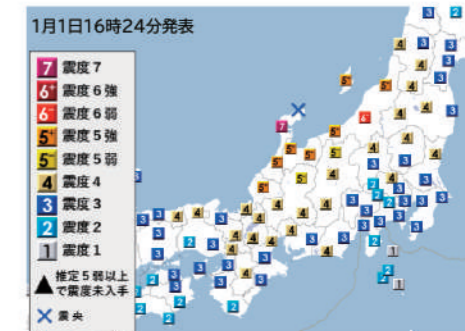 1月1日16時24分発表
7 震度7
6+ 震度6強
6- 震度6弱
5+ 震度5強
5- 震度5弱
4 震度4
3 震度3
2 震度2
1 震度1
推定5弱以上
で震度未入手
震央